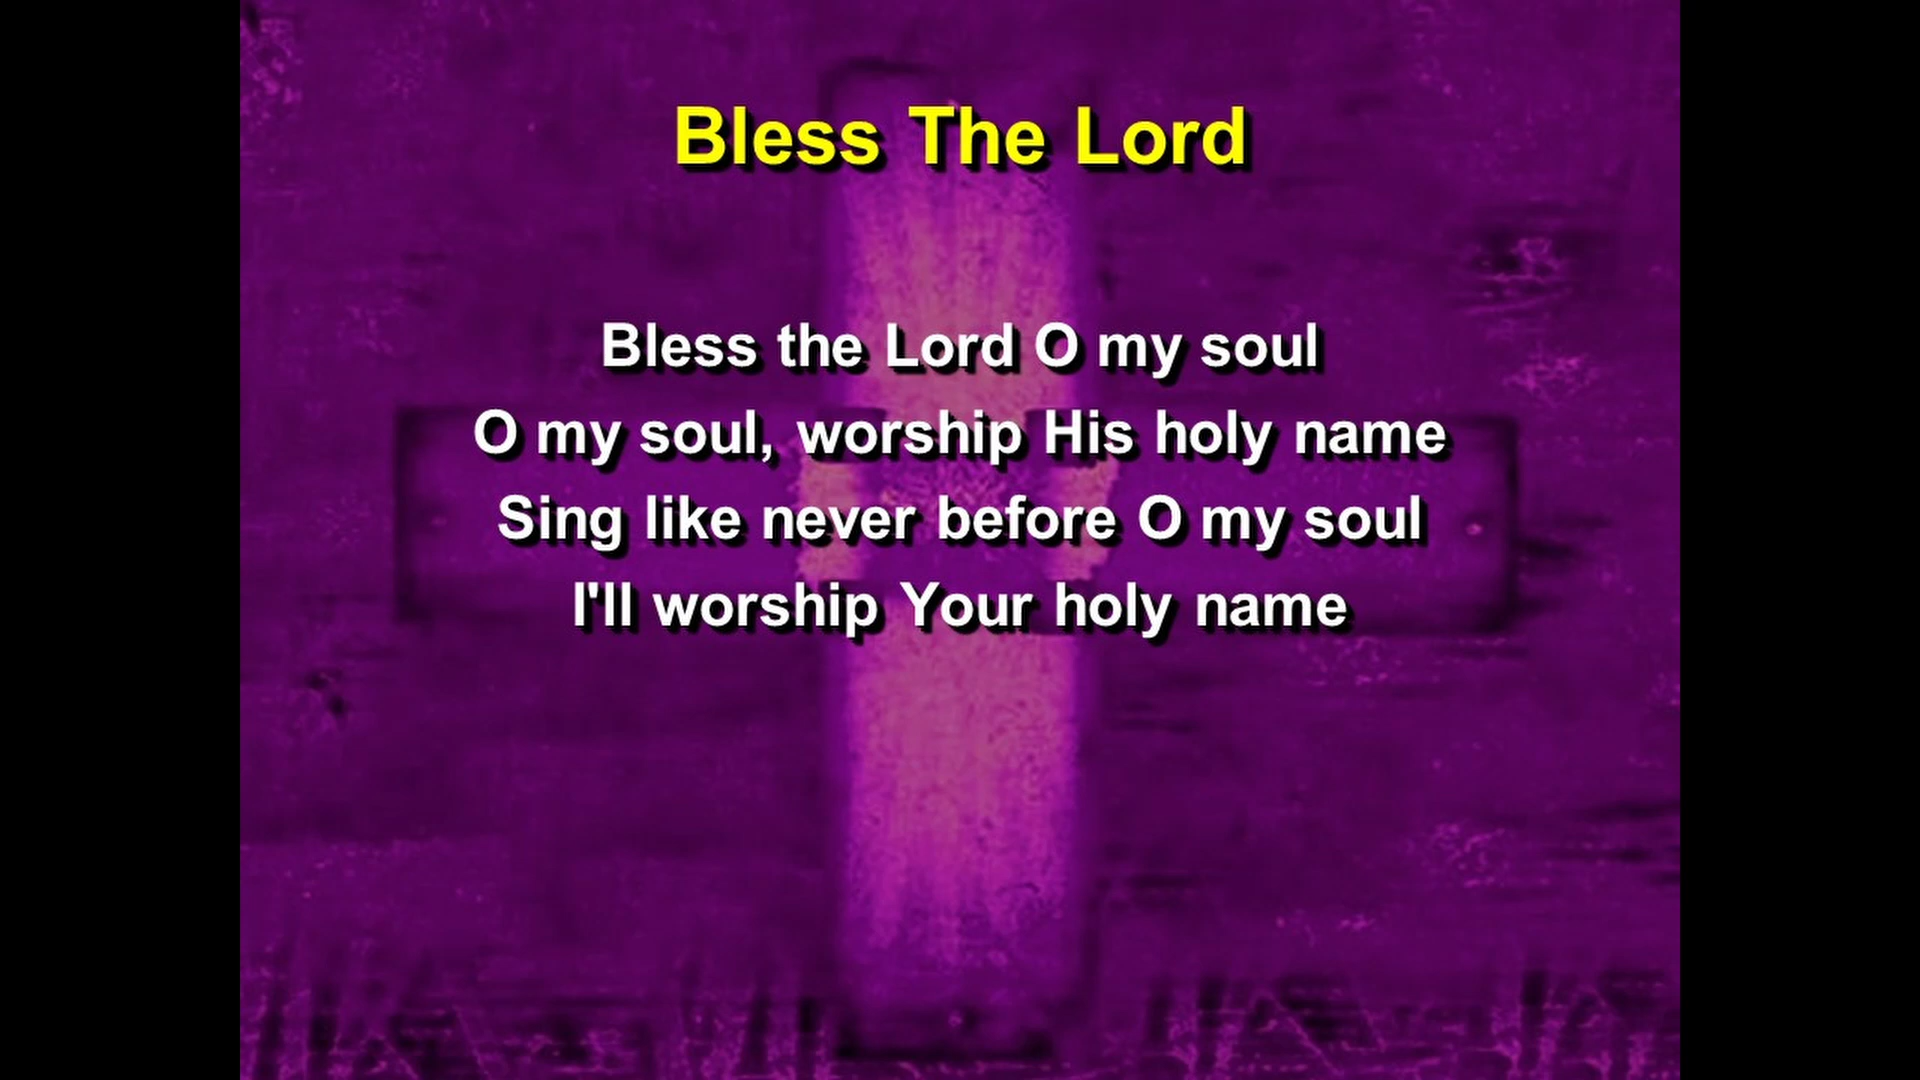 Bless The Lord
Bless the Lord O my soul
O my soul, worship His holy name
Sing like never before O my soul
I'll worship Your holy name